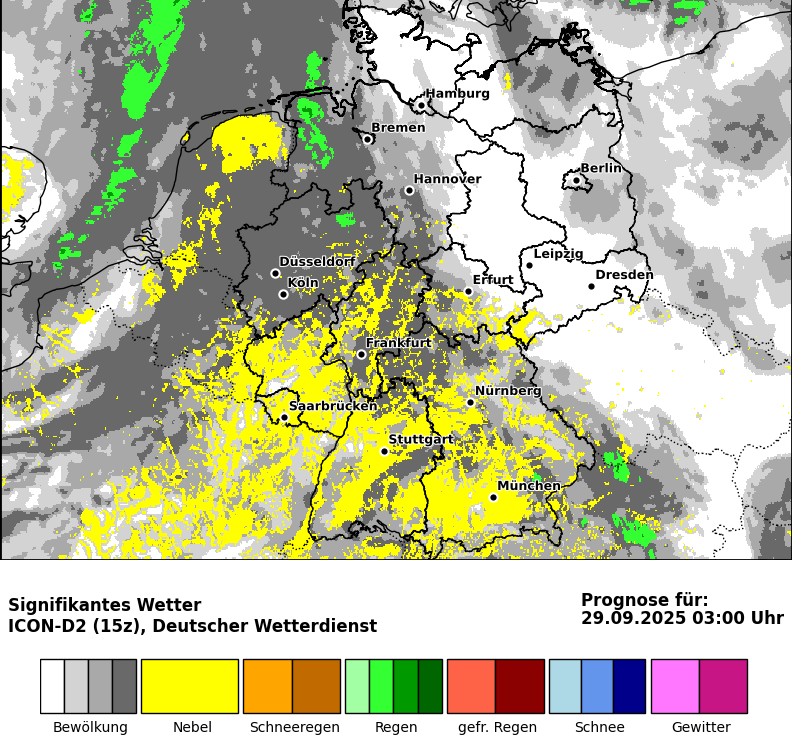 Hamburg
Bremen
Berlin
Hannover
Leipzig
Düsseldorf
Dresden
Köln
Erfurt
Frankfurt
Nürnberg
Saarbrücken
Stuttgart
München
Signifikantes Wetter
ICON-D2 (15z), Deutscher Wetterdienst
Prognose für:
29.09.2025 03:00 Uhr
Bewölkung Nebel Schneeregen Regen gefr. Regen Schnee Gewitter